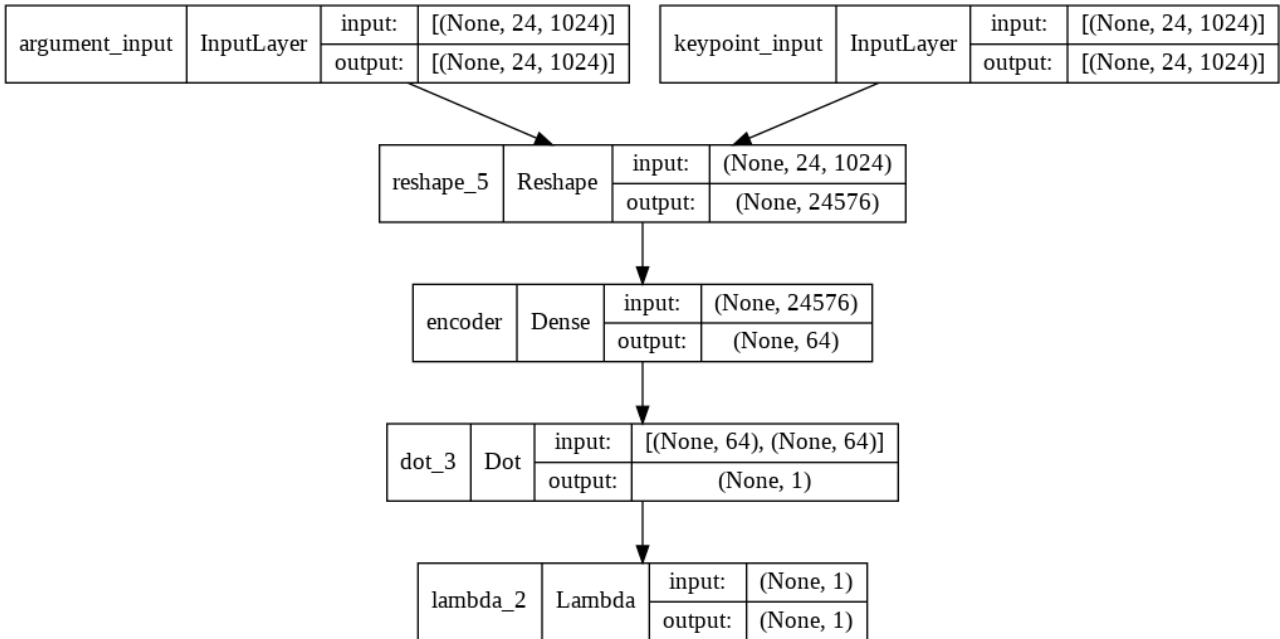 argument_input InputLayer input: [(None, 24, 1024)]
output: [(None, 24, 1024)]
keypoint_input InputLayer input: [(None, 24, 1024)]
output: [(None, 24, 1024)]
reshape_5 Reshape input: (None, 24, 1024)
output: (None, 24576)
encoder Dense input: (None, 24576)
output: (None, 64)
dot_3 Dot input: [(None, 64), (None, 64)]
output: (None, 1)
lambda_2 Lambda input: (None, 1)
output: (None, 1)